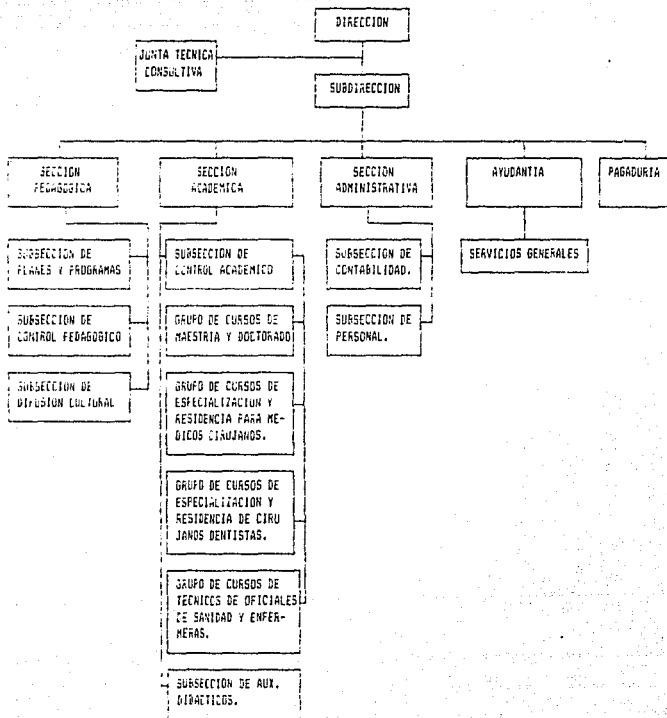 DIRECCION
JUNTA TECNICA
CONSULTIVA
SUBDIRECCION
SECCION
PEDAGOGICA
SECCION
ACADEMICA
SECCION
ADMINISTRATIVA
AYUDANTIA
PAGADURIA
SUBSECCION DE
PLANES Y PROGRAMAS
SUBSECCION DE
CONTROL PEDAGOGICO
SUBSECCION DE
DIFUSION CULTURAL
SUBSECCION DE
CONTROL ACADEMICO
GRUPO DE CURSOS DE
MAESTRIA Y DOCTORADO
GRUPO DE CURSOS DE
ESPECIALIZACION Y
RESIDENCIA PARA ME-
DICOS CIRUJANOS.
GRUPO DE CURSOS DE
ESPECIALIZACION Y
RESIDENCIA DE CIRU
JANOS DENTISTAS.
GRUPO DE CURSOS DE
TECNICOS DE OFICIALES
DE SANIDAD Y ENFER-
MERAS.
SUBSECCION DE AUX.
DIDACTICOS.
SUBSECCION DE
CONTABILIDAD.
SUBSECCION DE
PERSONAL.
SERVICIOS GENERALES